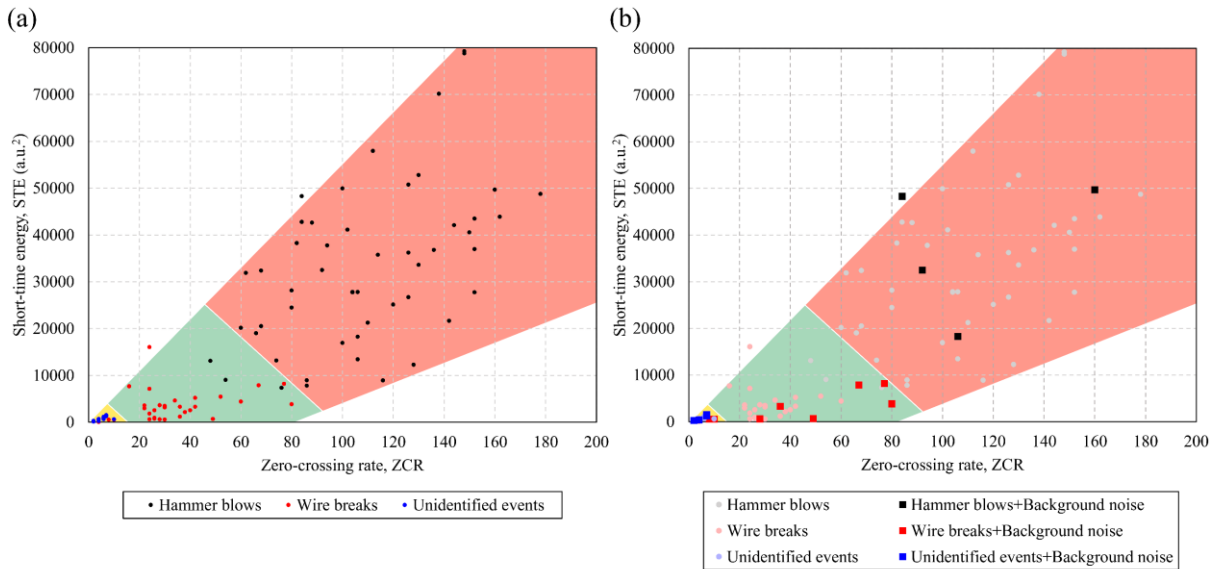 (a)
80000
70000
60000
50000
40000
30000
20000
10000
0
Short-time energy, STE (a.u.²)
0 20 40 60 80 100 120 140 160 180 200
Zero-crossing rate, ZCR
Hammer blows Wire breaks Unidentified events
(b)
80000
70000
60000
50000
40000
30000
20000
10000
0
Short-time energy, STE (a.u.²)
0 20 40 60 80 100 120 140 160 180 200
Zero-crossing rate, ZCR
Hammer blows Hammer blows+Background noise
Wire breaks Wire breaks+Background noise
Unidentified events Unidentified events+Background noise